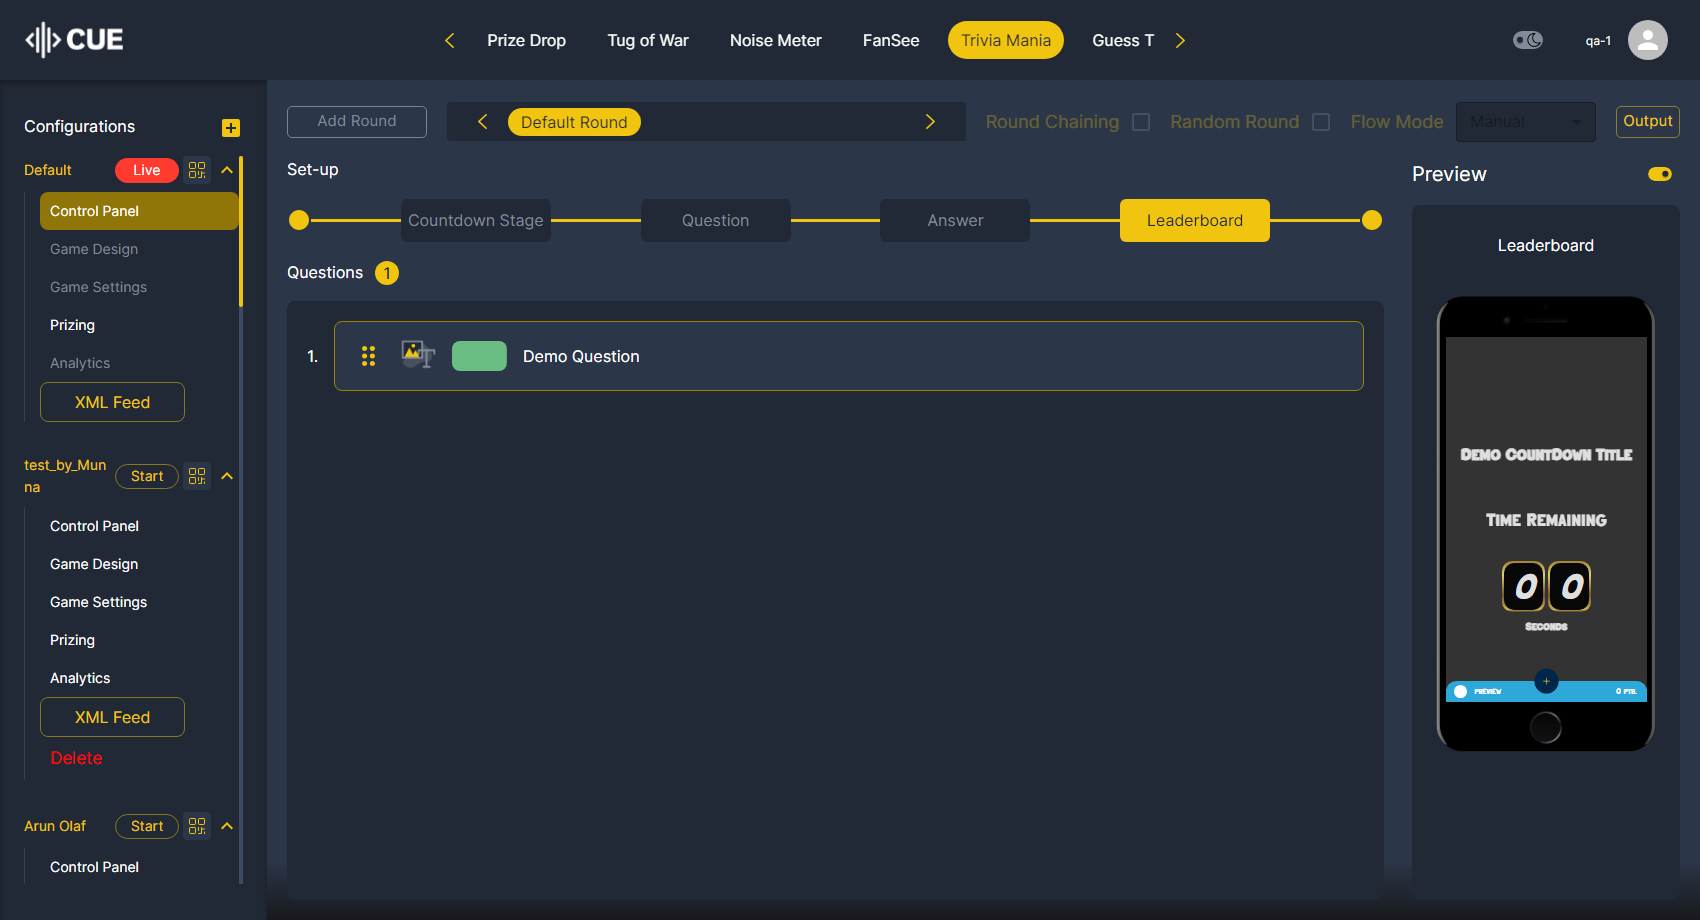 CUE
Prize Drop
Tug of War
Noise Meter
FanSee
Trivia Mania
Guess T
qa-1
Configurations
Default
Live
Control Panel
Game Design
Game Settings
Prizing
Analytics
XML Feed
test_by_Mun
na
Start
Control Panel
Game Design
Game Settings
Prizing
Analytics
XML Feed
Delete
Arun Olaf
Start
Control Panel
Add Round
Default Round
Round Chaining
Random Round
Flow Mode
Manual
Output
Set-up
Countdown Stage
Question
Answer
Leaderboard
Questions 1
1.
Demo Question
Preview
Leaderboard
Demo CountDown Title
Time Remaining
0 0
Seconds
PREVIEW
0 PTS.